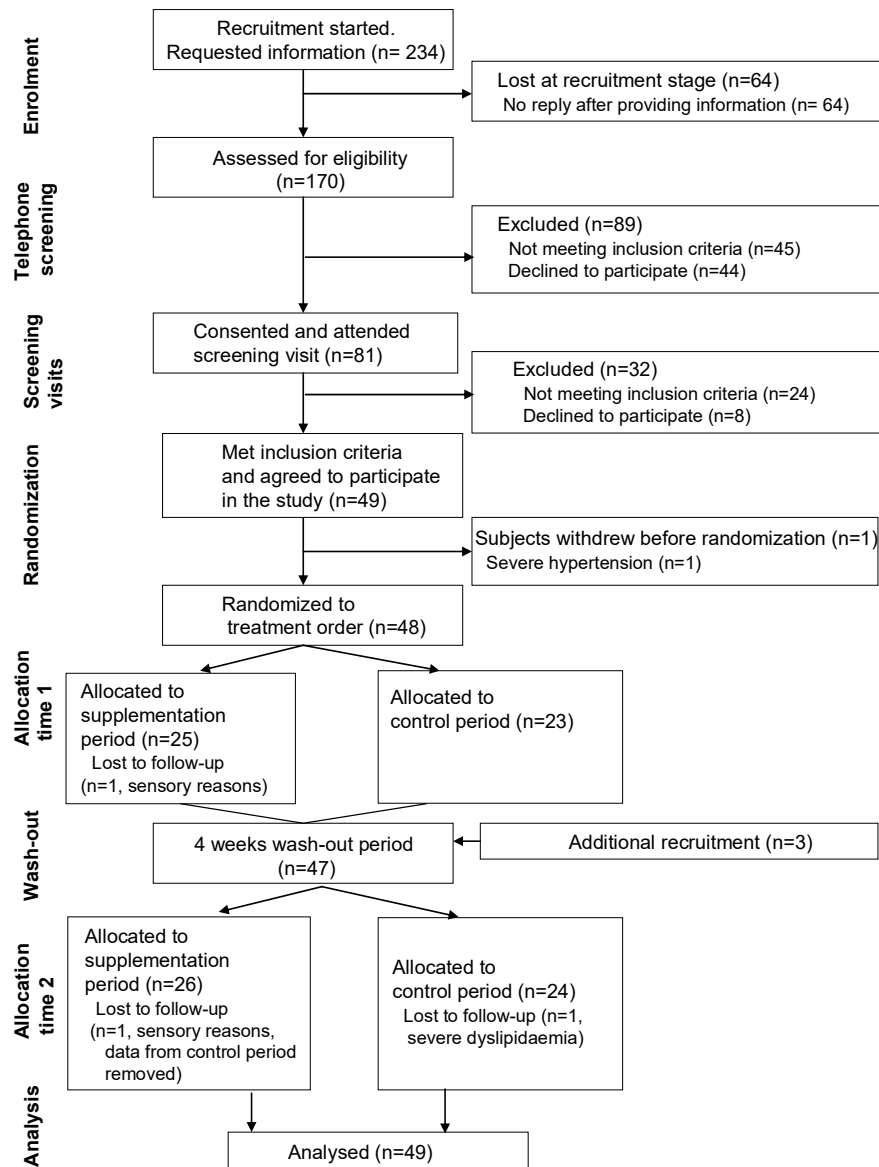 Enrolment
Recruitment started.
Requested information (n= 234)
Lost at recruitment stage (n=64)
No reply after providing information (n= 64)
Assessed for eligibility
(n=170)
Telephone
screening
Excluded (n=89)
Not meeting inclusion criteria (n=45)
Declined to participate (n=44)
Screening
visits
Consented and attended
screening visit (n=81)
Excluded (n=32)
Not meeting inclusion criteria (n=24)
Declined to participate (n=8)
Randomization
Met inclusion criteria
and agreed to participate
in the study (n=49)
Subjects withdrew before randomization (n=1)
Severe hypertension (n=1)
Randomized to
treatment order (n=48)
Allocation
time 1
Allocated to
supplementation
period (n=25)
Lost to follow-up
(n=1, sensory reasons)
Allocated to
control period (n=23)
Wash-out
4 weeks wash-out period
(n=47)
Additional recruitment (n=3)
Allocation
time 2
Allocated to
supplementation
period (n=26)
Lost to follow-up
(n=1, sensory reasons,
data from control period
removed)
Allocated to
control period (n=24)
Lost to follow-up (n=1,
severe dyslipidaemia)
Analysis
Analysed (n=49)